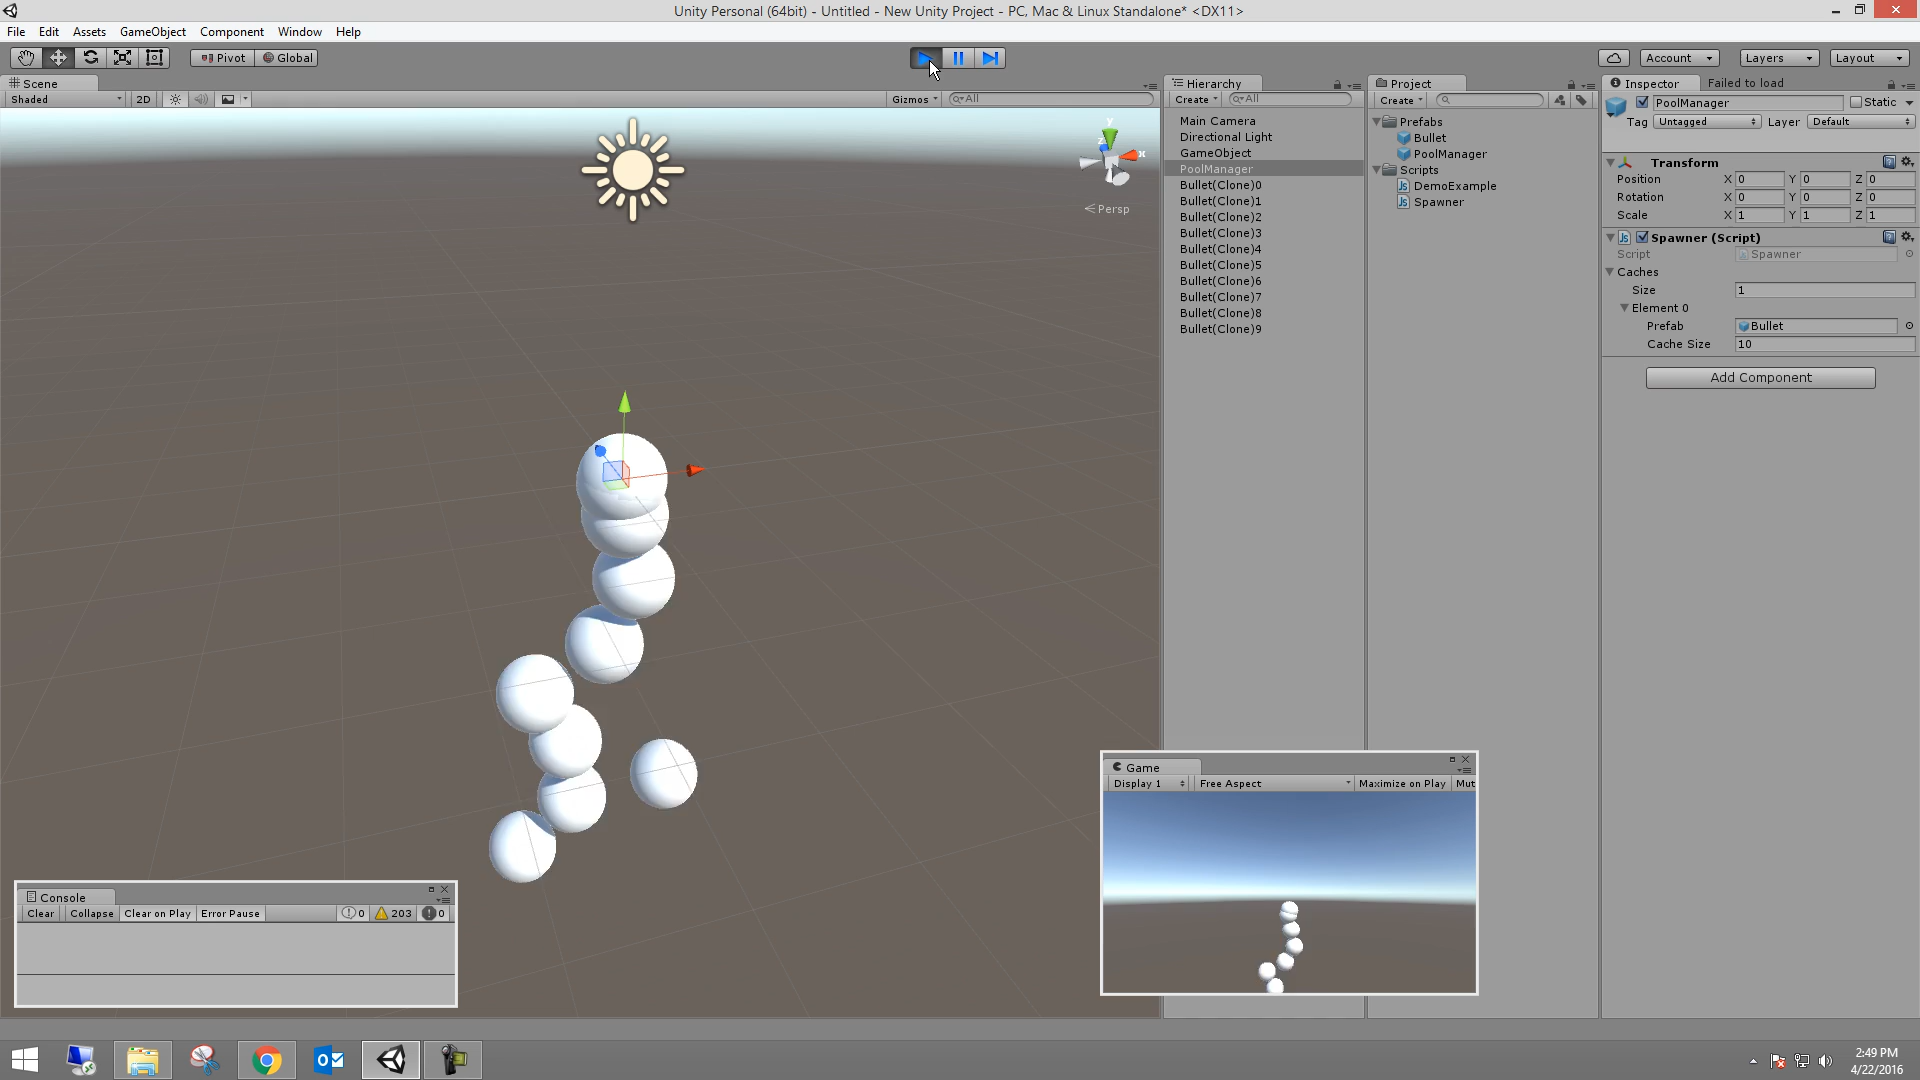 Unity Personal (64bit) - Untitled - New Unity Project - PC, Mac & Linux Standalone* <DX11>
File Edit Assets GameObject Component Window Help
Pivot Global Account Layers Layout
Scene
Shaded 2D Gizmos All
y
z x
Persp
Hierarchy
Create All
Main Camera
Directional Light
GameObject
PoolManager
Bullet(Clone)0
Bullet(Clone)1
Bullet(Clone)2
Bullet(Clone)3
Bullet(Clone)4
Bullet(Clone)5
Bullet(Clone)6
Bullet(Clone)7
Bullet(Clone)8
Bullet(Clone)9
Project
Create
Prefabs
Bullet
PoolManager
Scripts
Js DemoExample
Js Spawner
Inspector Failed to load
PoolManager Static
Tag Untagged Layer Default
Transform
Position X 0 Y 0 Z 0
Rotation X 0 Y 0 Z 0
Scale X 1 Y 1 Z 1
Js Spawner (Script)
Script Spawner
Caches
Size 1
Element 0
Prefab Bullet
Cache Size 10
Add Component
Console
Clear Collapse Clear on Play Error Pause 0 203 0
Game
Display 1 Free Aspect Maximize on Play Mut
2:49 PM
4/22/2016